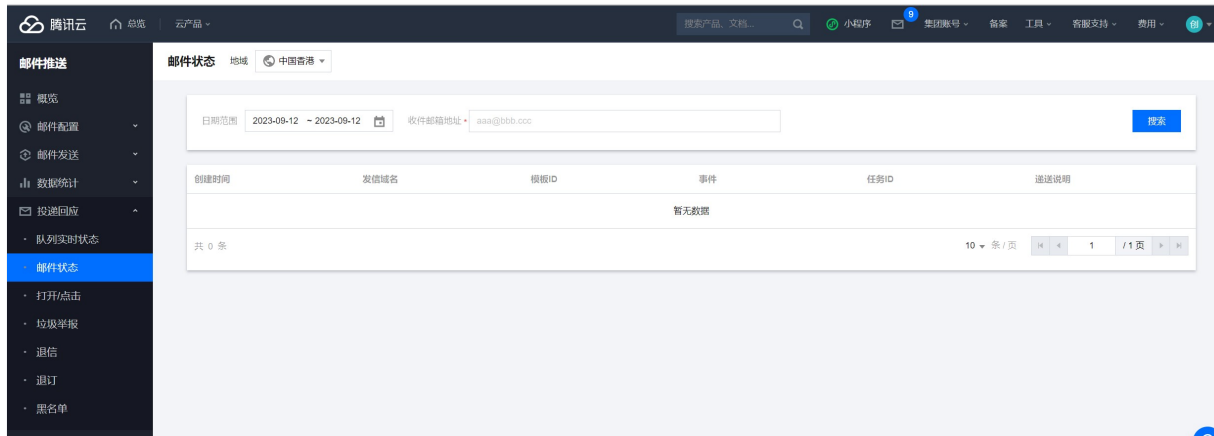 腾讯云 总览 云产品 搜索产品、文档... 小程序 9 集团账号 备案 工具 客服支持 费用 创
邮件推送 邮件状态 地域 中国香港
概览
邮件配置 日期范围 2023-09-12 ~ 2023-09-12 收件邮箱地址 * aaa@bbb.ccc 搜索
邮件发送
数据统计 创建时间 发信域名 模板ID 事件 任务ID 递送说明
投递回应 暂无数据
· 队列实时状态 共 0 条 10 条 / 页 1 / 1 页
· 邮件状态
· 打开/点击
· 垃圾举报
· 退信
· 退订
· 黑名单